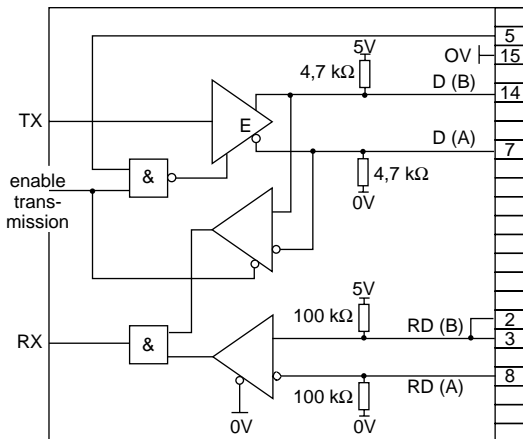 5
5V
OV
15
4,7 kΩ
D (B)
14
TX
E
D (A)
7
enable
trans-
mission
&
4,7 kΩ
0V
5V
100 kΩ
RD (B)
2
3
RX
&
RD (A)
8
100 kΩ
0V
0V